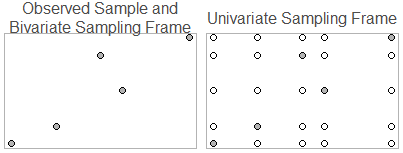 Observed Sample and
Bivariate Sampling Frame
Univariate Sampling Frame